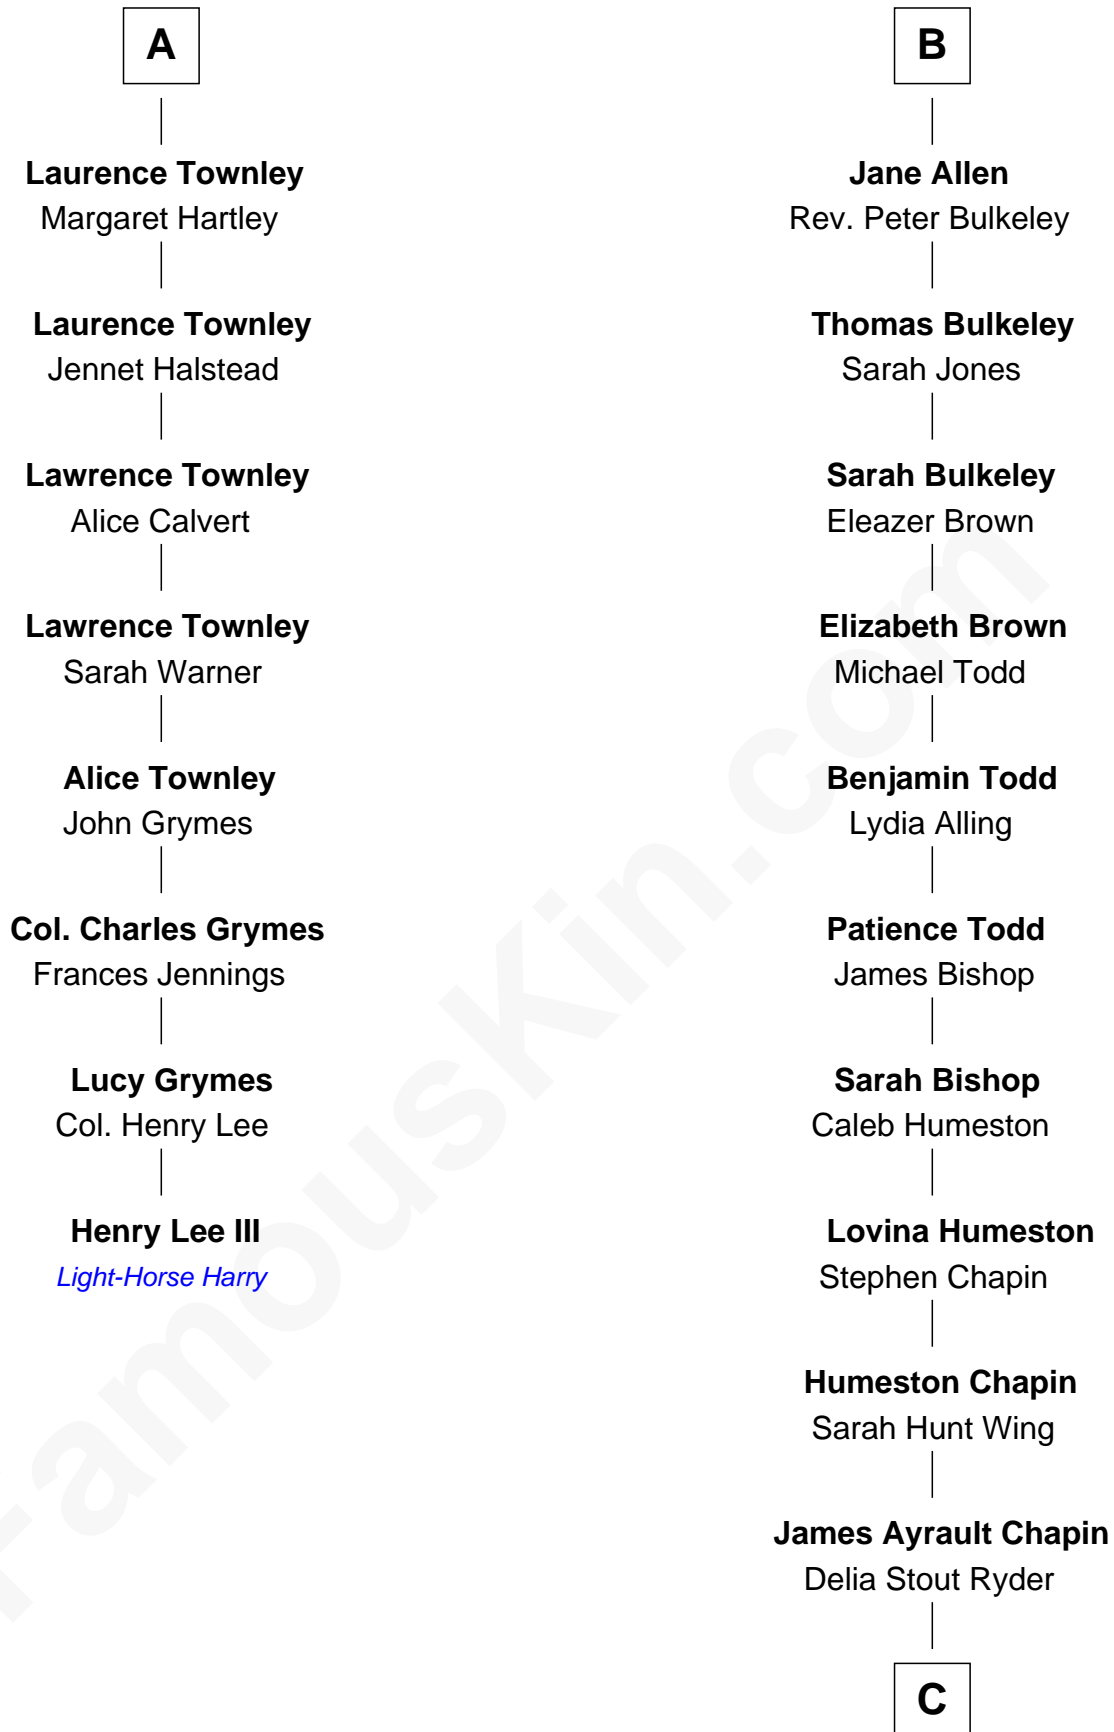 A
Laurence Townley
Margaret Hartley
Laurence Townley
Jennet Halstead
Lawrence Townley
Alice Calvert
Lawrence Townley
Sarah Warner
Alice Townley
John Grymes
Col. Charles Grymes
Frances Jennings
Lucy Grymes
Col. Henry Lee
Henry Lee III
Light-Horse Harry
B
Jane Allen
Rev. Peter Bulkeley
Thomas Bulkeley
Sarah Jones
Sarah Bulkeley
Eleazer Brown
Elizabeth Brown
Michael Todd
Benjamin Todd
Lydia Alling
Patience Todd
James Bishop
Sarah Bishop
Caleb Humeston
Lovina Humeston
Stephen Chapin
Humeston Chapin
Sarah Hunt Wing
James Ayrault Chapin
Delia Stout Ryder
C
FamousKin.com